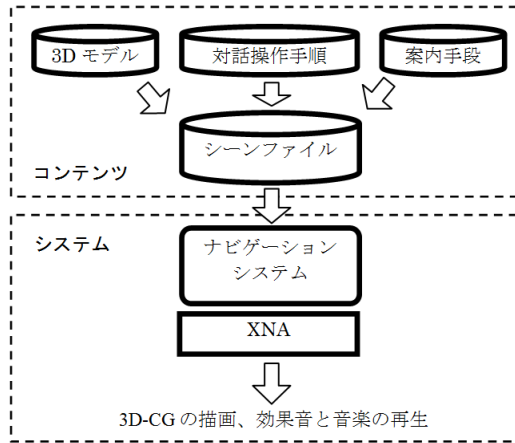 3D モデル
対話操作手順
案内手段
シーンファイル
コンテンツ
システム
ナビゲーション
システム
XNA
3D-CG の描画、効果音と音楽の再生